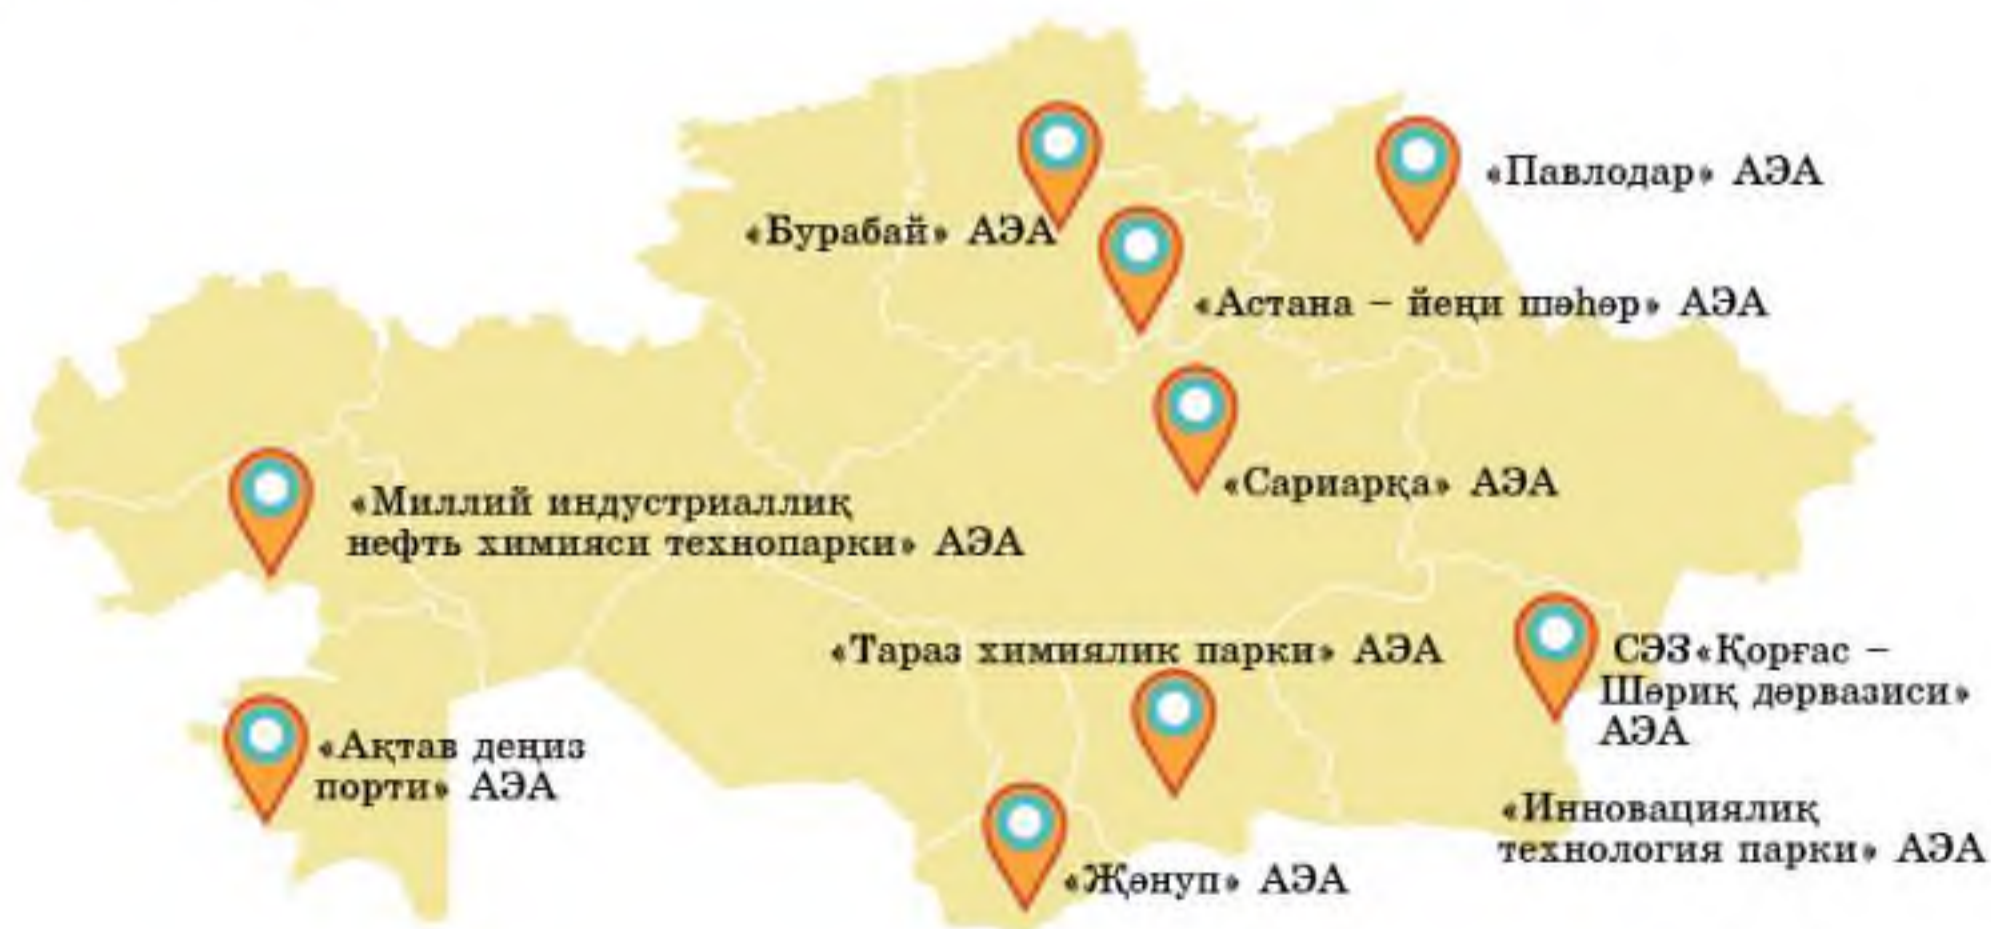 «Павлодар» АЭА
«Бурабай» АЭА
«Астана – йеңи шәһәр» АЭА
«Сариарқа» АЭА
«Миллий индустриаллиқ
нефть химияси технопарки» АЭА
«Тараз химиялик парки» АЭА
СЭЗ«Қорғас –
Шәриқ дәрвазиси»
АЭА
«Ақтав деңиз
порти» АЭА
«Инновациялиқ
технология парки» АЭА
«Җәнуп» АЭА